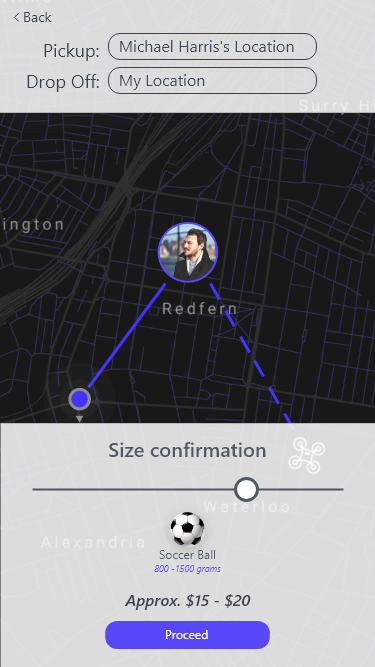 < Back
Pickup: Michael Harris's Location
Drop Off: My Location
Surry H
ington
Redfern
Size confirmation
Waterloo
Alexandria
Soccer Ball
800 -1500 grams
Approx. $15 - $20
Proceed